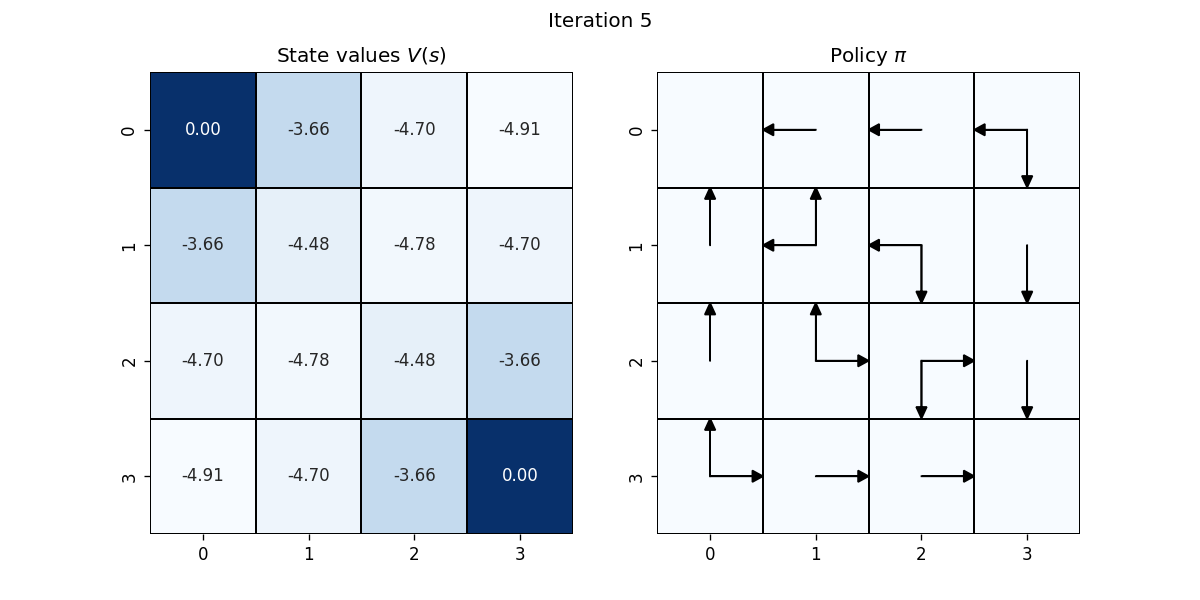 Iteration 5
State values V(s)
0.00 -3.66 -4.70 -4.91
-3.66 -4.48 -4.78 -4.70
-4.70 -4.78 -4.48 -3.66
-4.91 -4.70 -3.66 0.00
0
1
2
3
0 1 2 3
Policy π
0
1
2
3
0 1 2 3